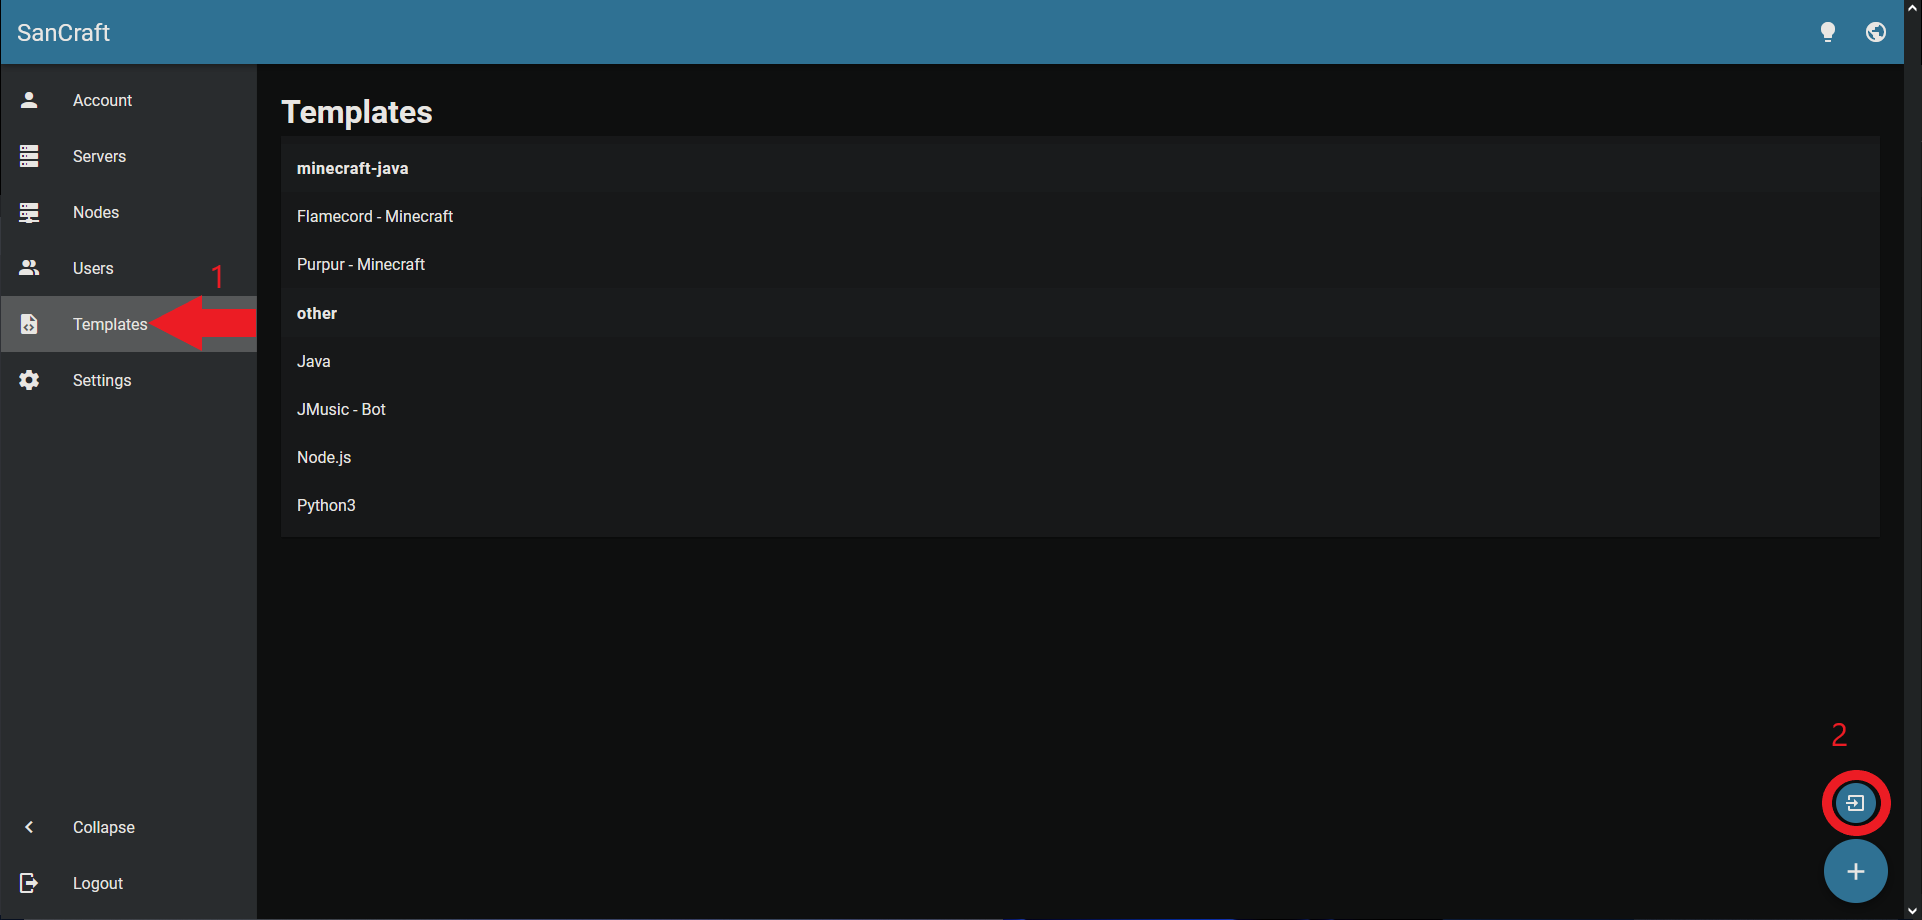 SanCraft
Account
Servers
Nodes
Users
1
Templates
Settings
Collapse
Logout
Templates
minecraft-java
Flamecord - Minecraft
Purpur - Minecraft
other
Java
JMusic - Bot
Node.js
Python3
2